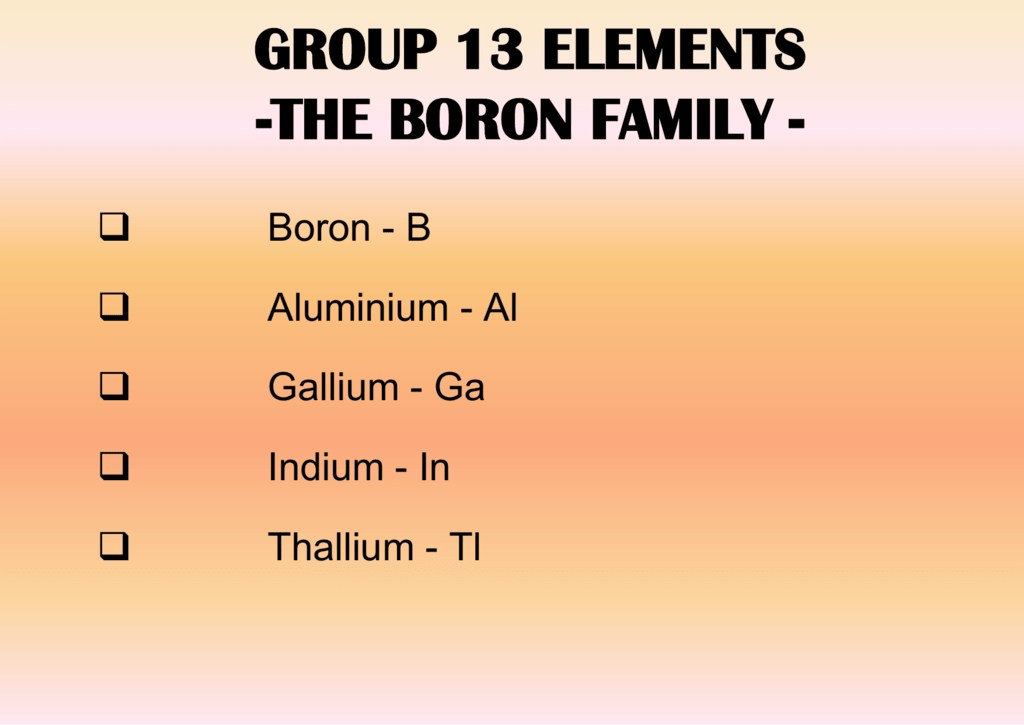 GROUP 13 ELEMENTS
-THE BORON FAMILY -
❑ Boron - B
❑ Aluminium - Al
❑ Gallium - Ga
❑ Indium - In
❑ Thallium - Tl